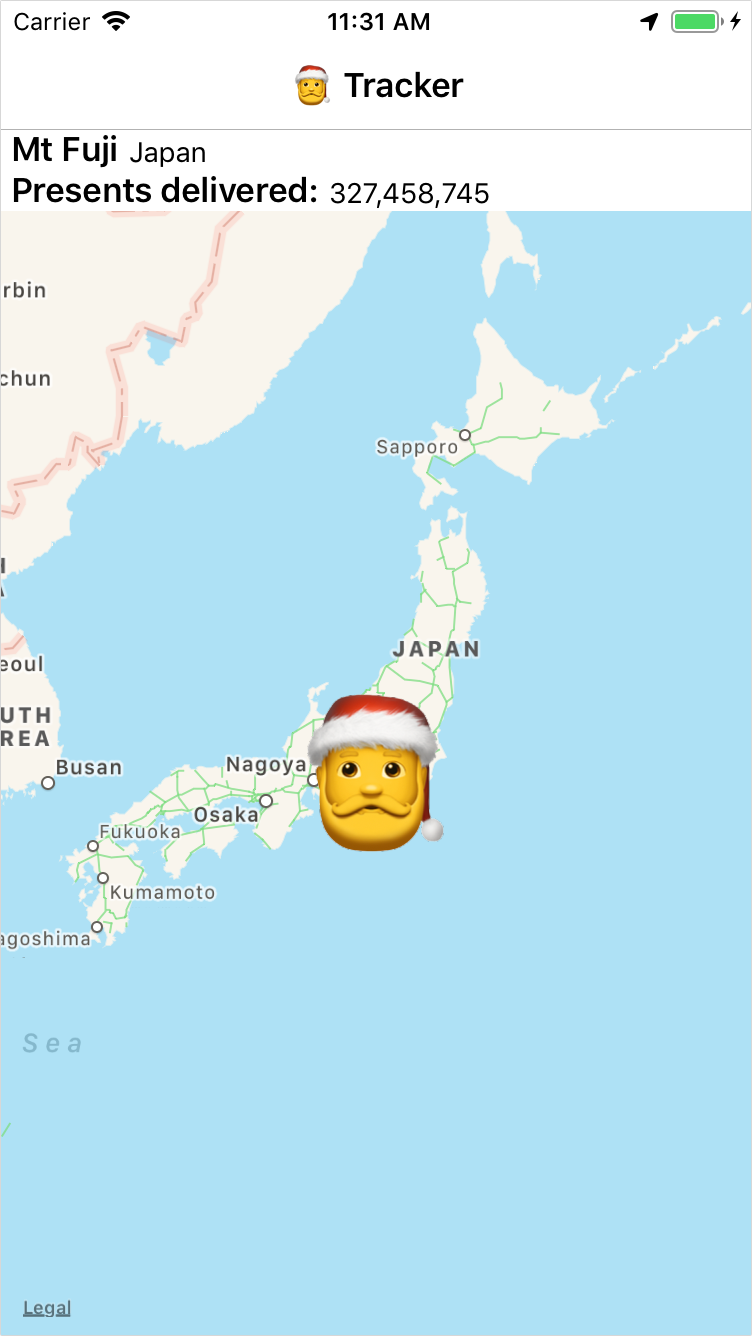 Carrier 11:31 AM
Tracker
Mt Fuji Japan
Presents delivered: 327,458,745
rbin
chun
Sapporo
JAPAN
eoul
UTH
REA
Busan
Nagoya
Osaka
Fukuoka
Kumamoto
agoshima
Sea
Legal